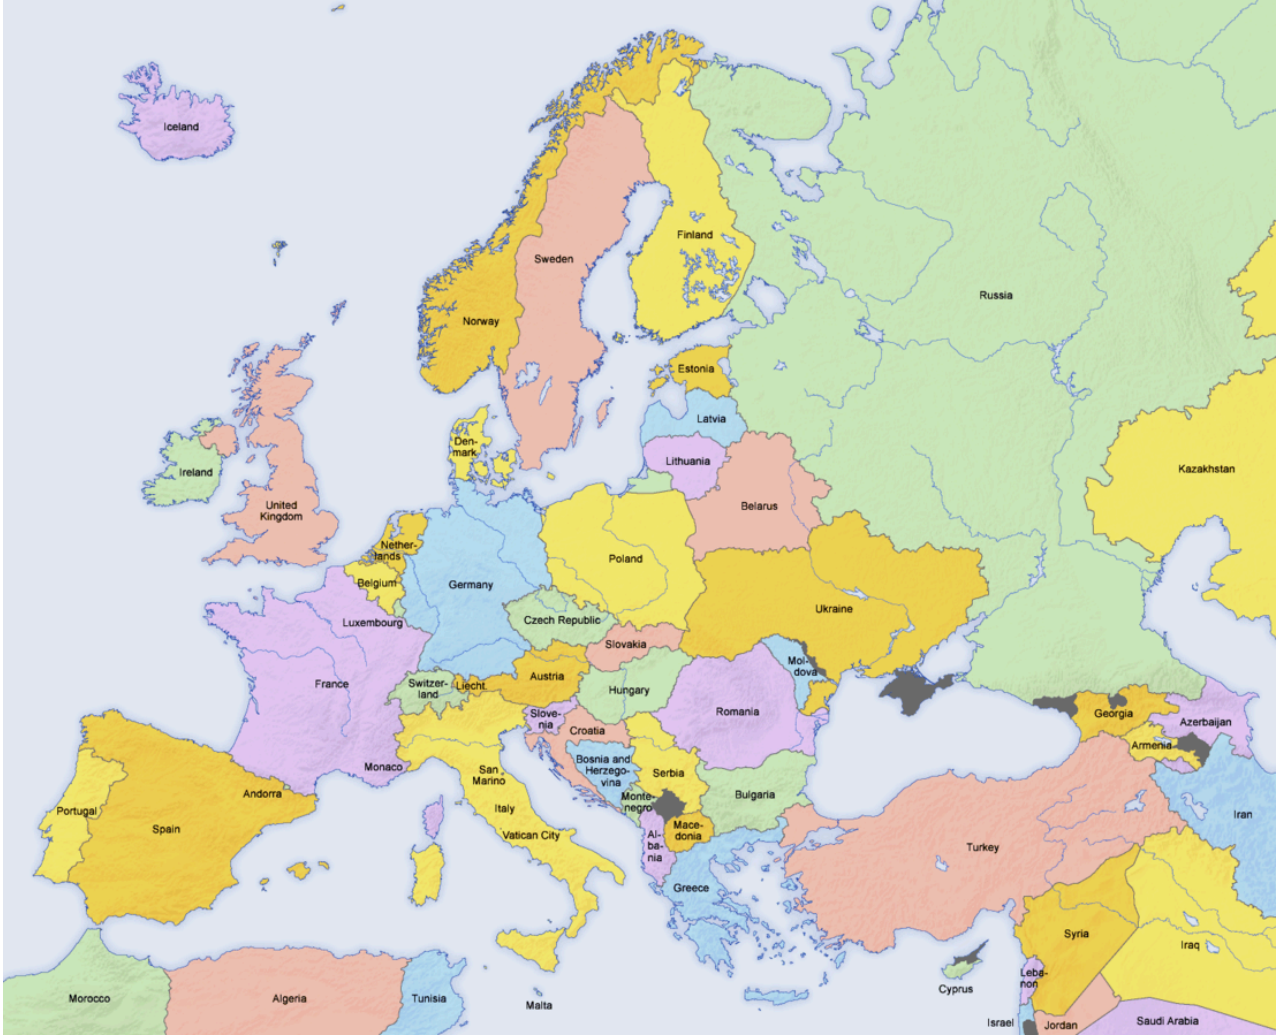 Iceland
Finland
Sweden
Russia
Norway
Estonia
Latvia
Den-
mark
Lithuania
Kazakhstan
Ireland
United
Kingdom
Belarus
Nether-
lands
Poland
Belgium
Germany
Ukraine
Luxembourg
Czech Republic
Slovakia
Mol-
dova
France
Switzer-
land
Liecht.
Austria
Hungary
Romania
Slove-
nia
Croatia
Georgia
Azerbaijan
Armenia
Monaco
San
Marino
Bosnia and
Herzego-
vina
Serbia
Andorra
Monte-
negro
Bulgaria
Portugal
Spain
Italy
Vatican City
Al-
ba-
nia
Mace-
donia
Iran
Turkey
Greece
Syria
Iraq
Cyprus
Leba-
non
Morocco
Algeria
Tunisia
Malta
Israel
Jordan
Saudi Arabia